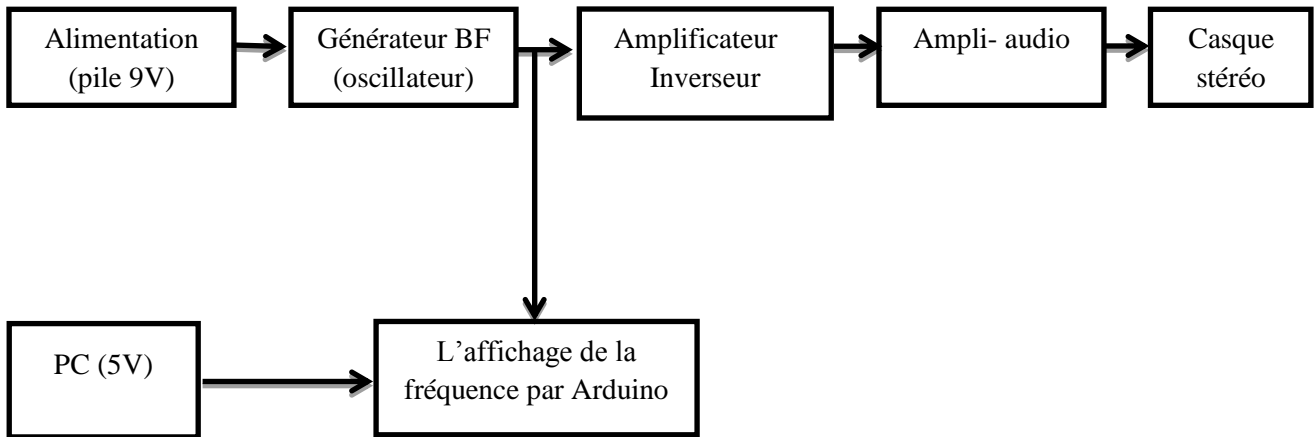 Alimentation
(pile 9V)
Générateur BF
(oscillateur)
Amplificateur
Inverseur
Ampli- audio
Casque
stéréo
PC (5V)
L’affichage de la
fréquence par Arduino